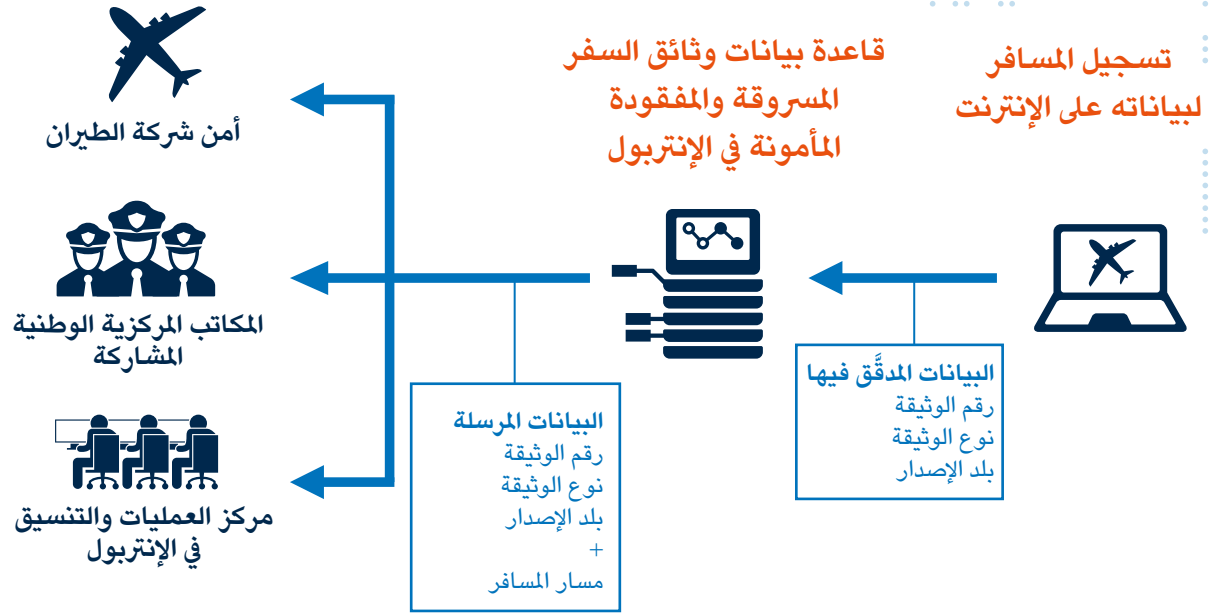 تسجيل المسافر
لبياناته على الإنترنت
قاعدة بيانات وثائق السفر
المسروقة والمفقودة
المأمونة في الإنتربول
البيانات المدقَّق فيها
رقم الوثيقة
نوع الوثيقة
بلد الإصدار
البيانات المرسلة
رقم الوثيقة
نوع الوثيقة
بلد الإصدار
+
مسار المسافر
أمن شركة الطيران
المكاتب المركزية الوطنية
المشاركة
مركز العمليات والتنسيق
في الإنتربول